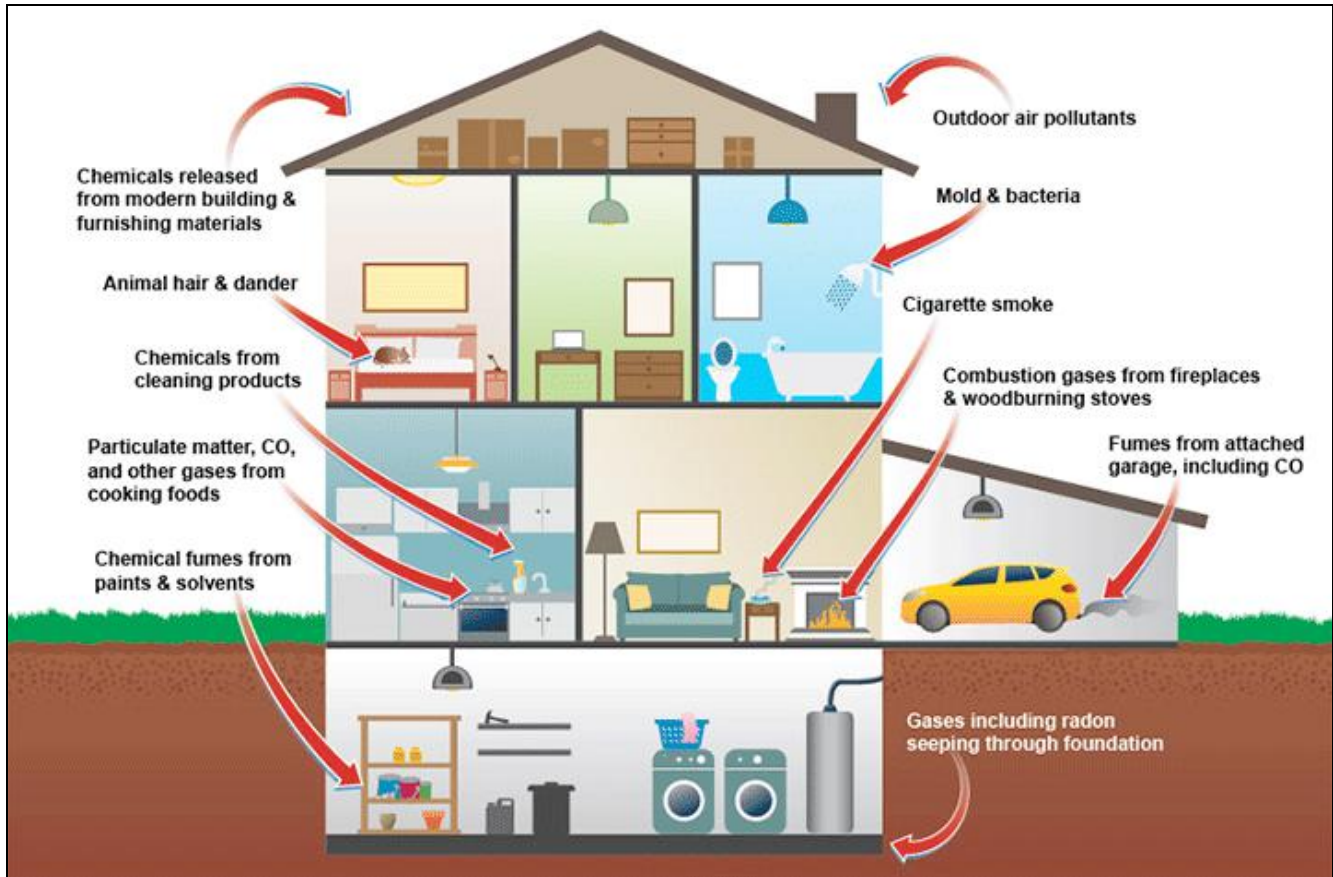 Chemicals released
from modern building &
furnishing materials
Animal hair & dander
Chemicals from
cleaning products
Particulate matter, CO,
and other gases from
cooking foods
Chemical fumes from
paints & solvents
Outdoor air pollutants
Mold & bacteria
Cigarette smoke
Combustion gases from fireplaces
& woodburning stoves
Fumes from attached
garage, including CO
Gases including radon
seeping through foundation